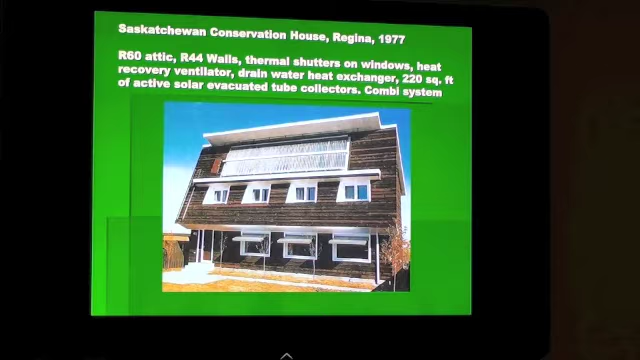 Saskatchewan Conservation House, Regina, 1977
R60 attic, R44 Walls, thermal shutters on windows, heat
recovery ventilator, drain water heat exchanger, 220 sq. ft
of active solar evacuated tube collectors. Combi system